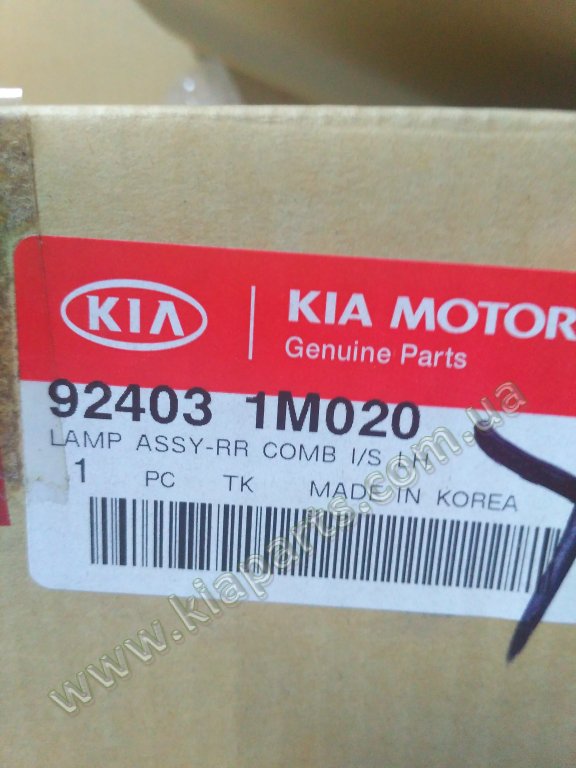 KIA
KIA MOTOR
Genuine Parts
92403 1M020
LAMP ASSY-RR COMB I/S
1 PC TK MADE IN KOREA
www.kiaparts.com.ua